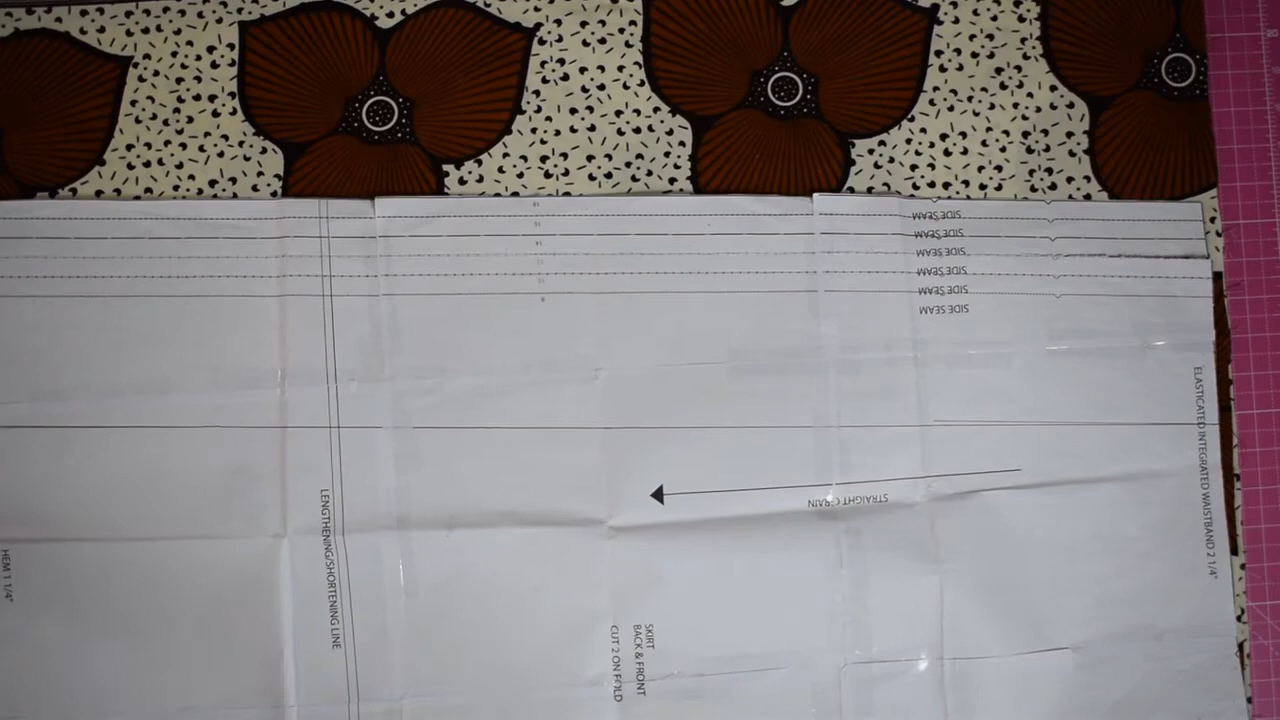 SIDE SEAM
SIDE SEAM
SIDE SEAM
SIDE SEAM
SIDE SEAM
SIDE SEAM
ELASTICATED INTEGRATED WAISTBAND 2 1/4"
STRAIGHT GRAIN
LENGTHENING/SHORTENING LINE
HEM 1 1/4"
SKIRT
BACK & FRONT
CUT 2 ON FOLD